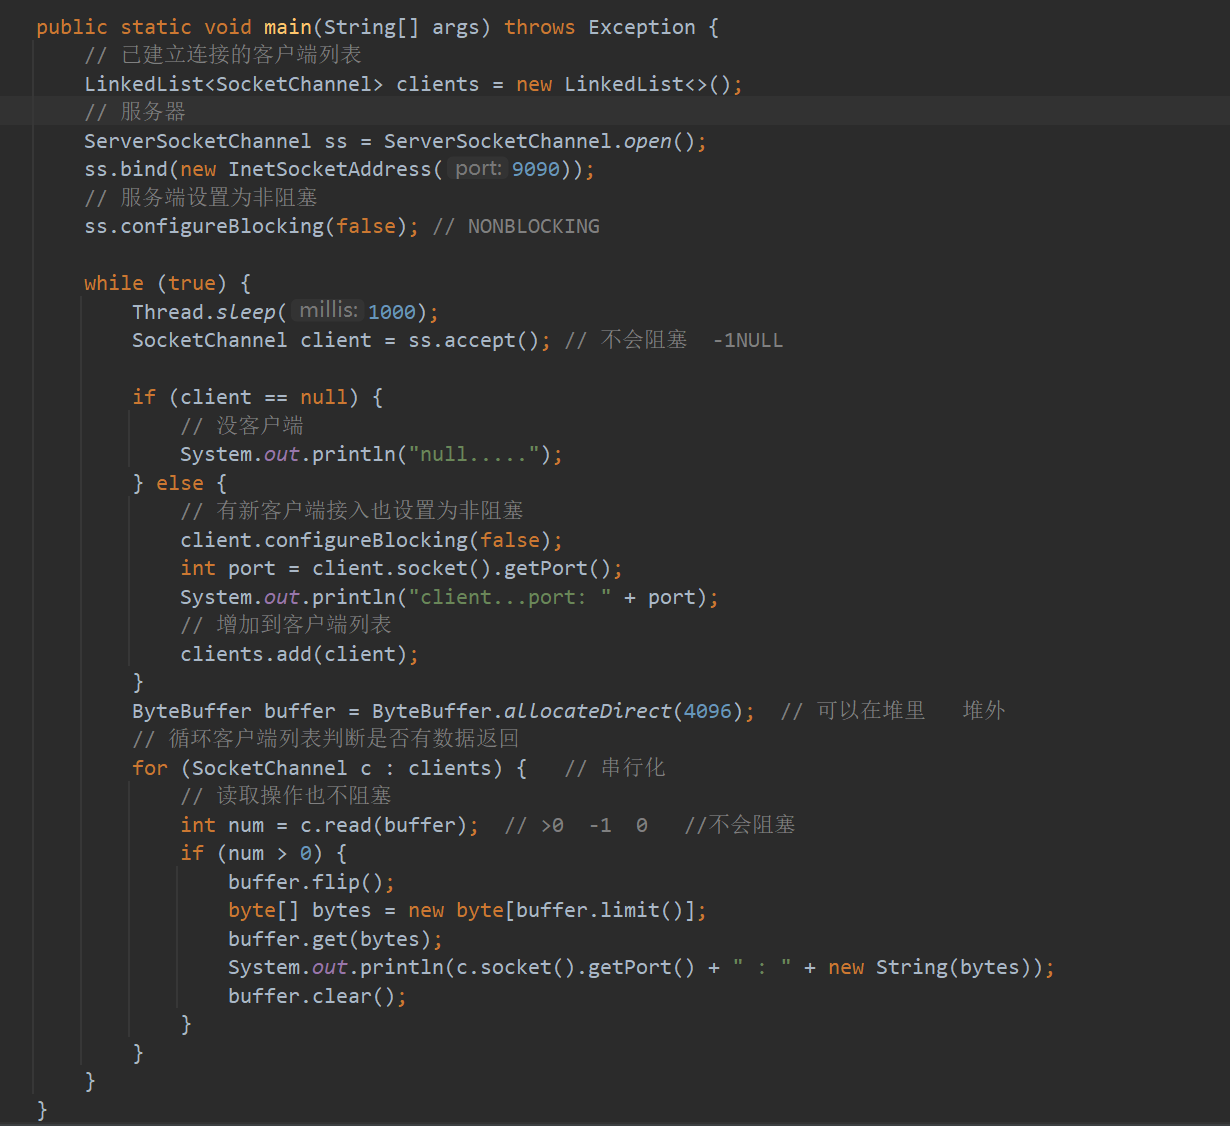 public static void main(String[] args) throws Exception {
    // 已建立连接的客户端列表
    LinkedList<SocketChannel> clients = new LinkedList<>();
    // 服务器
    ServerSocketChannel ss = ServerSocketChannel.open();
    ss.bind(new InetSocketAddress( port: 9090));
    // 服务端设置为非阻塞
    ss.configureBlocking(false); // NONBLOCKING

    while (true) {
        Thread.sleep( millis: 1000);
        SocketChannel client = ss.accept(); // 不会阻塞  -1NULL

        if (client == null) {
            // 没客户端
            System.out.println("null.....");
        } else {
            // 有新客户端接入也设置为非阻塞
            client.configureBlocking(false);
            int port = client.socket().getPort();
            System.out.println("client...port: " + port);
            // 增加到客户端列表
            clients.add(client);
        }
        ByteBuffer buffer = ByteBuffer.allocateDirect(4096);  // 可以在堆里   堆外
        // 循环客户端列表判断是否有数据返回
        for (SocketChannel c : clients) {   // 串行化
            // 读取操作也不阻塞
            int num = c.read(buffer);  // >0  -1  0   //不会阻塞
            if (num > 0) {
                buffer.flip();
                byte[] bytes = new byte[buffer.limit()];
                buffer.get(bytes);
                System.out.println(c.socket().getPort() + " : " + new String(bytes));
                buffer.clear();
            }
        }
    }
}